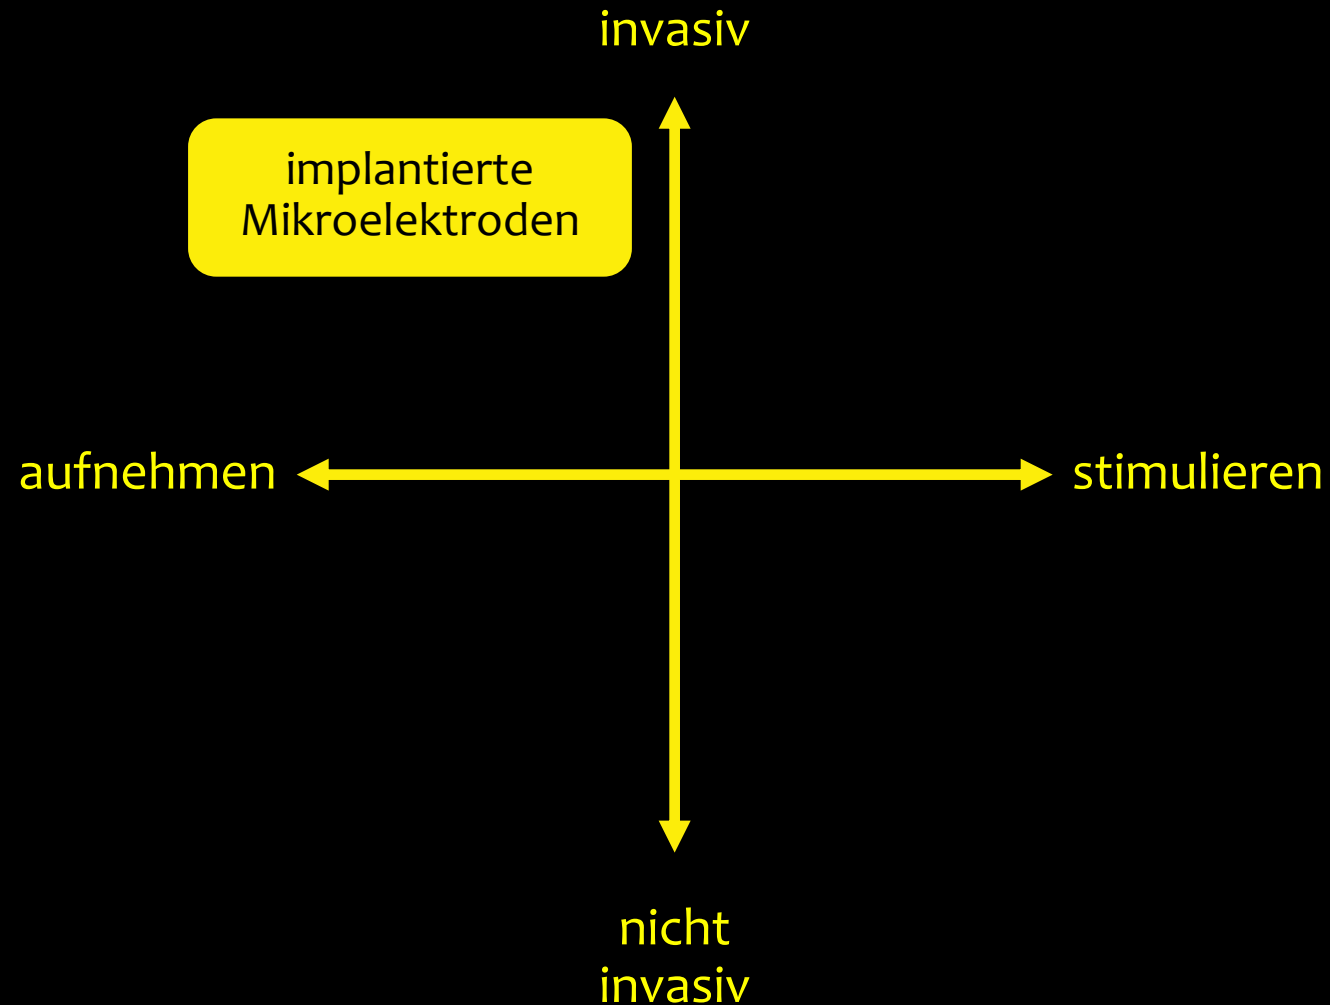 invasiv
implantierte
Mikroelektroden
aufnehmen
stimulieren
nicht
invasiv